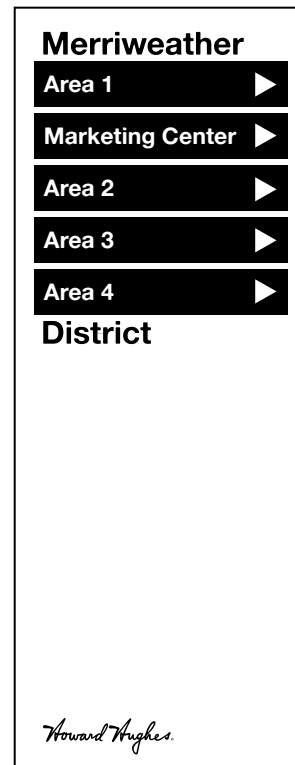 Merriweather
Area 1
Marketing Center
Area 2
Area 3
Area 4
District
Howard Hughes.